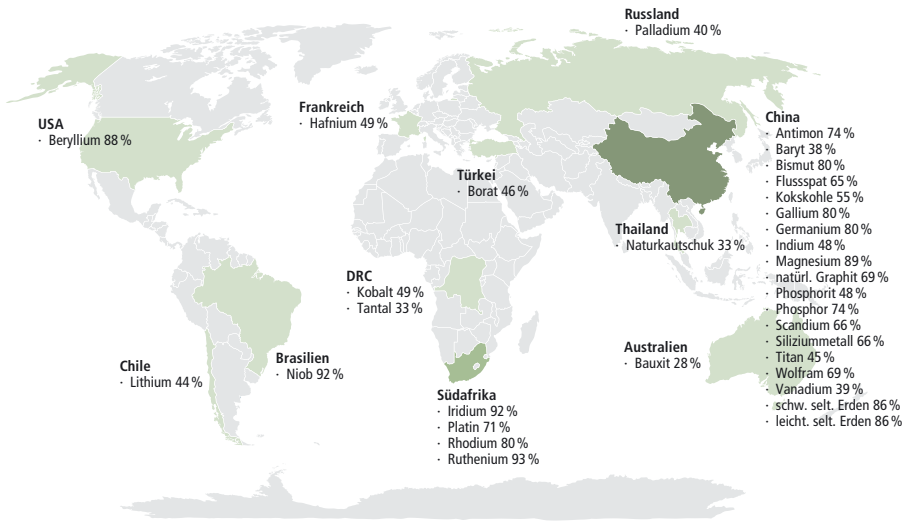 Russland
· Palladium 40 %
Frankreich
· Hafnium 49 %
USA
· Beryllium 88 %
China
· Antimon 74 %
· Baryt 38 %
· Bismut 80 %
· Flussspat 65 %
· Kokskohle 55 %
· Gallium 80 %
· Germanium 80 %
· Indium 48 %
· Magnesium 89 %
· natürl. Graphit 69 %
· Phosphorit 48 %
· Phosphor 74 %
· Scandium 66 %
· Siliziummetall 66 %
· Titan 45 %
· Wolfram 69 %
· Vanadium 39 %
· schw. selt. Erden 86 %
· leicht. selt. Erden 86 %
Türkei
· Borat 46 %
Thailand
· Naturkautschuk 33 %
DRC
· Kobalt 49 %
· Tantal 33 %
Australien
· Bauxit 28 %
Brasilien
· Niob 92 %
Chile
· Lithium 44 %
Südafrika
· Iridium 92 %
· Platin 71 %
· Rhodium 80 %
· Ruthenium 93 %